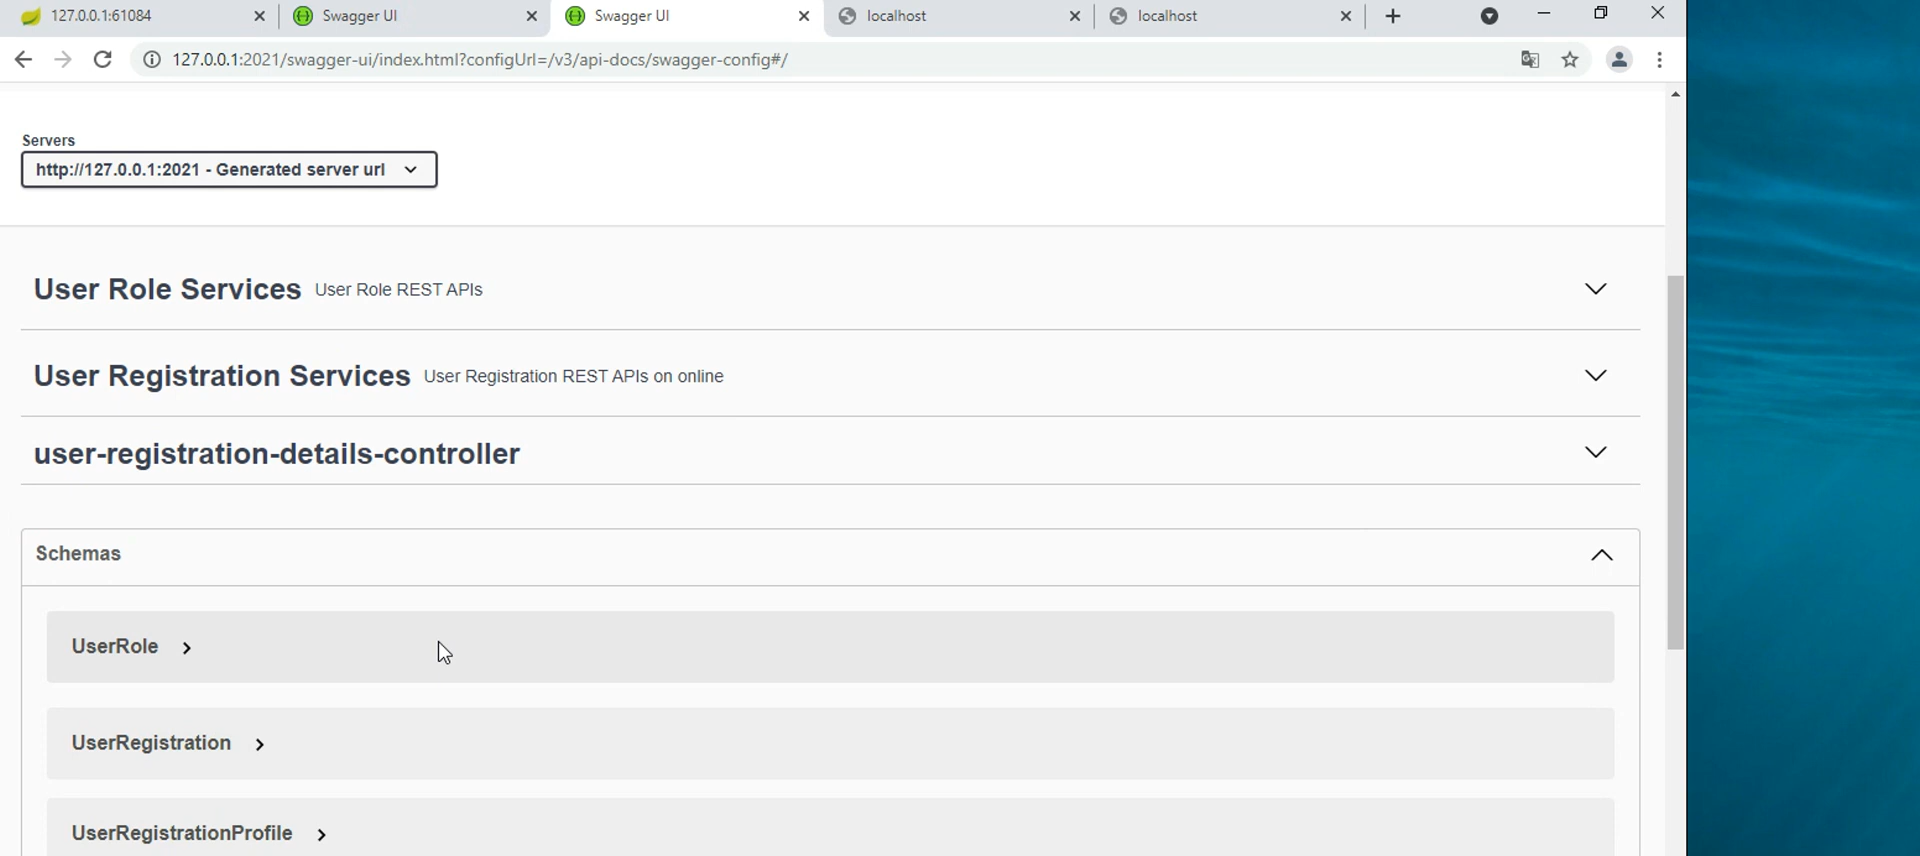 127.0.0.1:61084
Swagger UI
Swagger UI
localhost
localhost
127.0.0.1:2021/swagger-ui/index.html?configUrl=/v3/api-docs/swagger-config#/
Servers
http://127.0.0.1:2021 - Generated server url
User Role Services User Role REST APIs
User Registration Services User Registration REST APIs on online
user-registration-details-controller
Schemas
UserRole
UserRegistration
UserRegistrationProfile